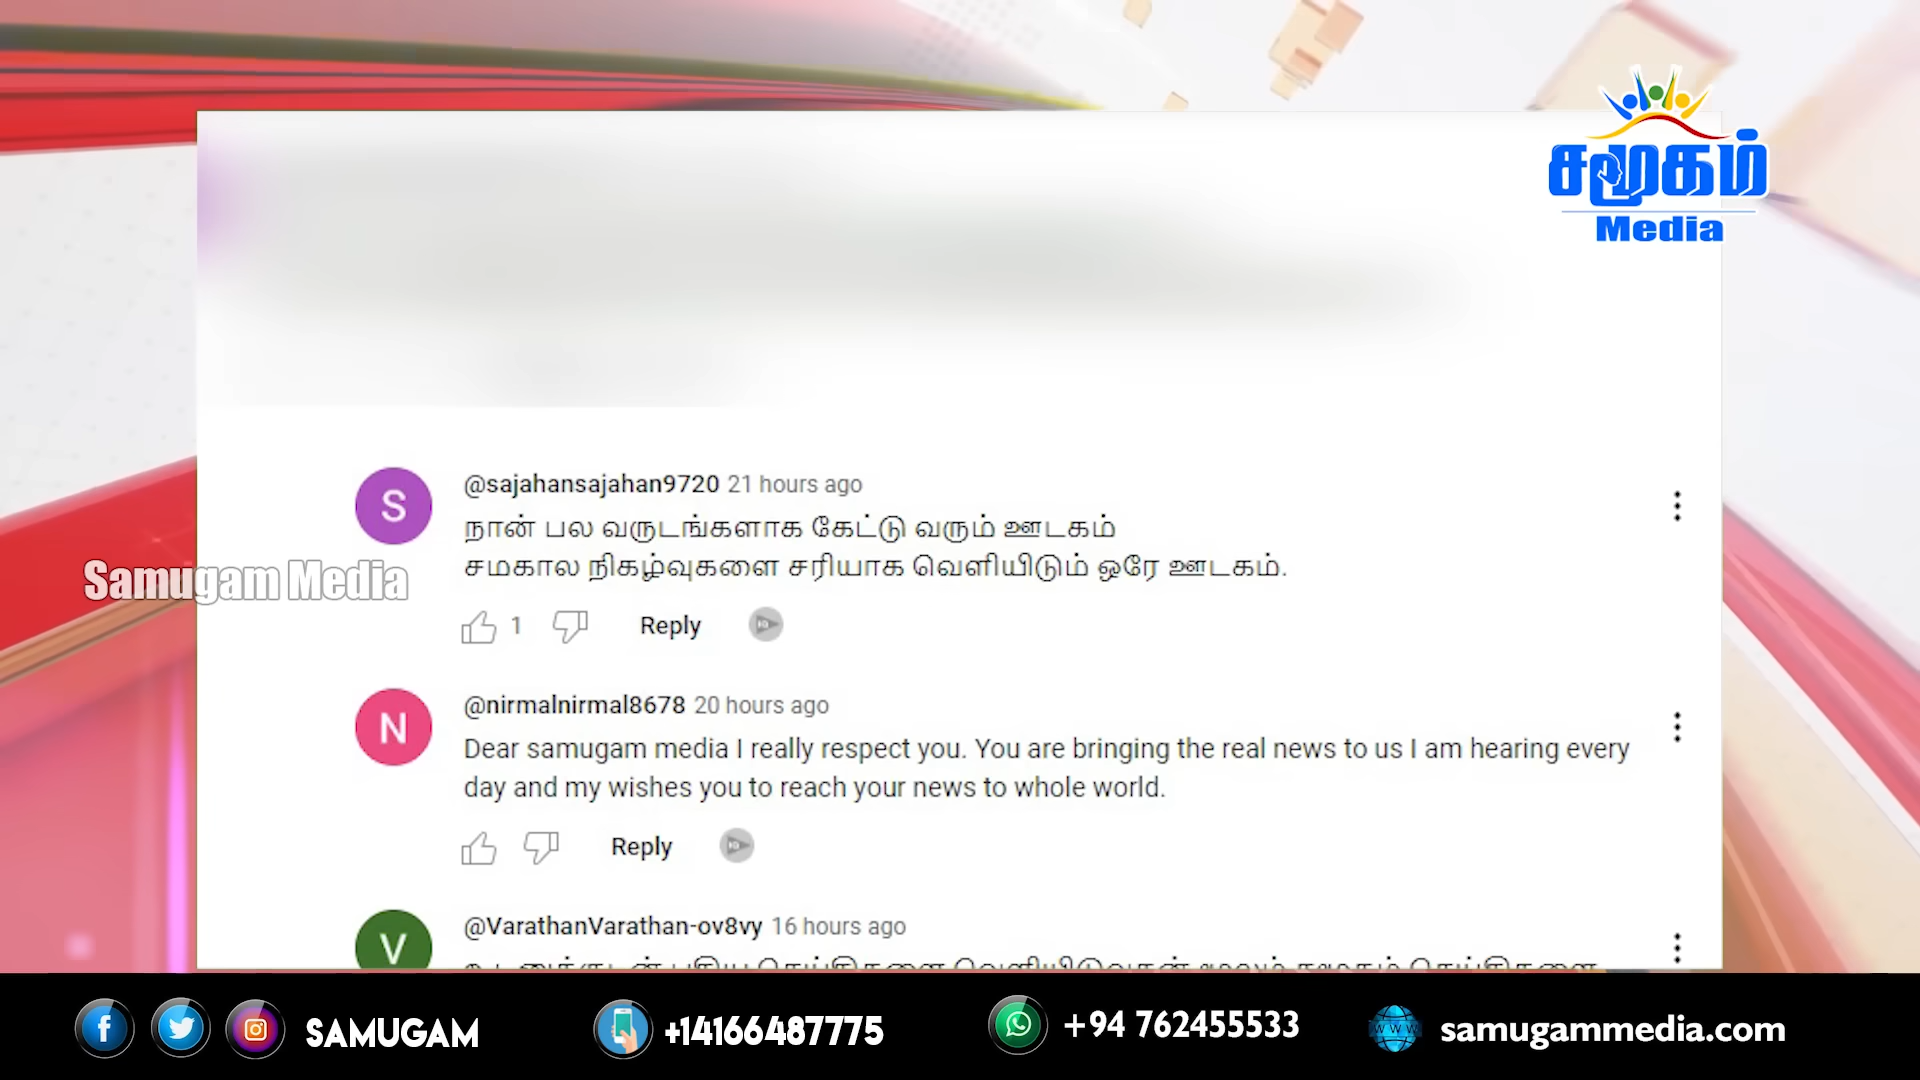 சமூகம்
Media
@sajahansajahan9720 21 hours ago
நான் பல வருடங்களாக கேட்டு வரும் ஊடகம்
சமகால நிகழ்வுகளை சரியாக வெளியிடும் ஒரே ஊடகம்.
Samugam Media
1 Reply
@nirmalnirmal8678 20 hours ago
Dear samugam media I really respect you. You are bringing the real news to us I am hearing every
day and my wishes you to reach your news to whole world.
Reply
@VarathanVarathan-ov8vy 16 hours ago
S
N
V
SAMUGAM
+14166487775
+94 762455533
samugammedia.com